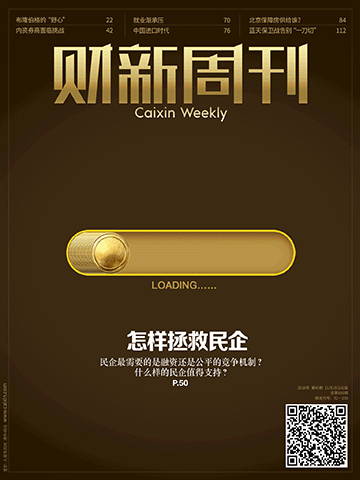 布隆伯格的“野心” 22
内资券商面临挑战 42
就业渐承压 70
中国进口时代 76
北京保障房供给谁? 84
蓝天保卫战告别“一刀切” 112
财新周刊
Caixin Weekly
LOADING......
怎样拯救民企
民企最需要的是融资还是公平的竞争机制?
什么样的民企值得支持?
P.50